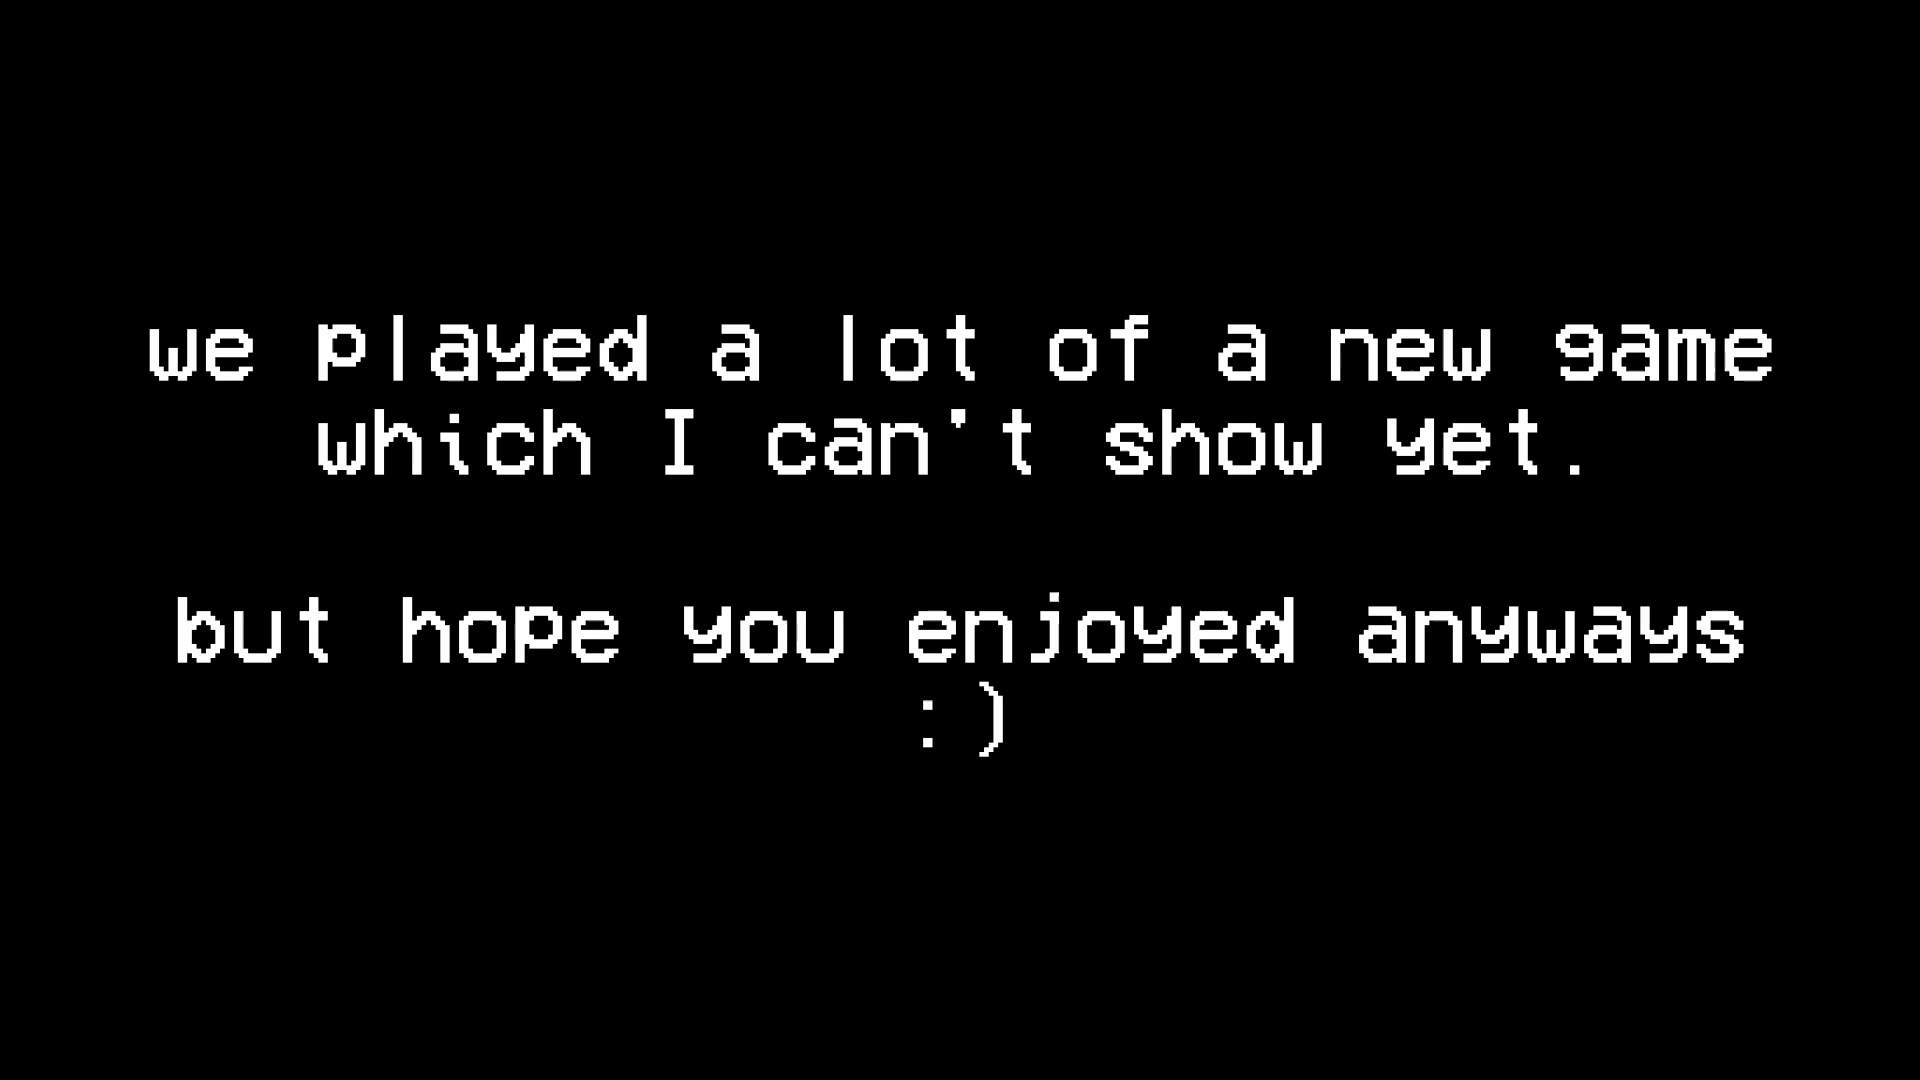 we played a lot of a new game
which I can't show yet.
but hope you enjoyed anyways
:)